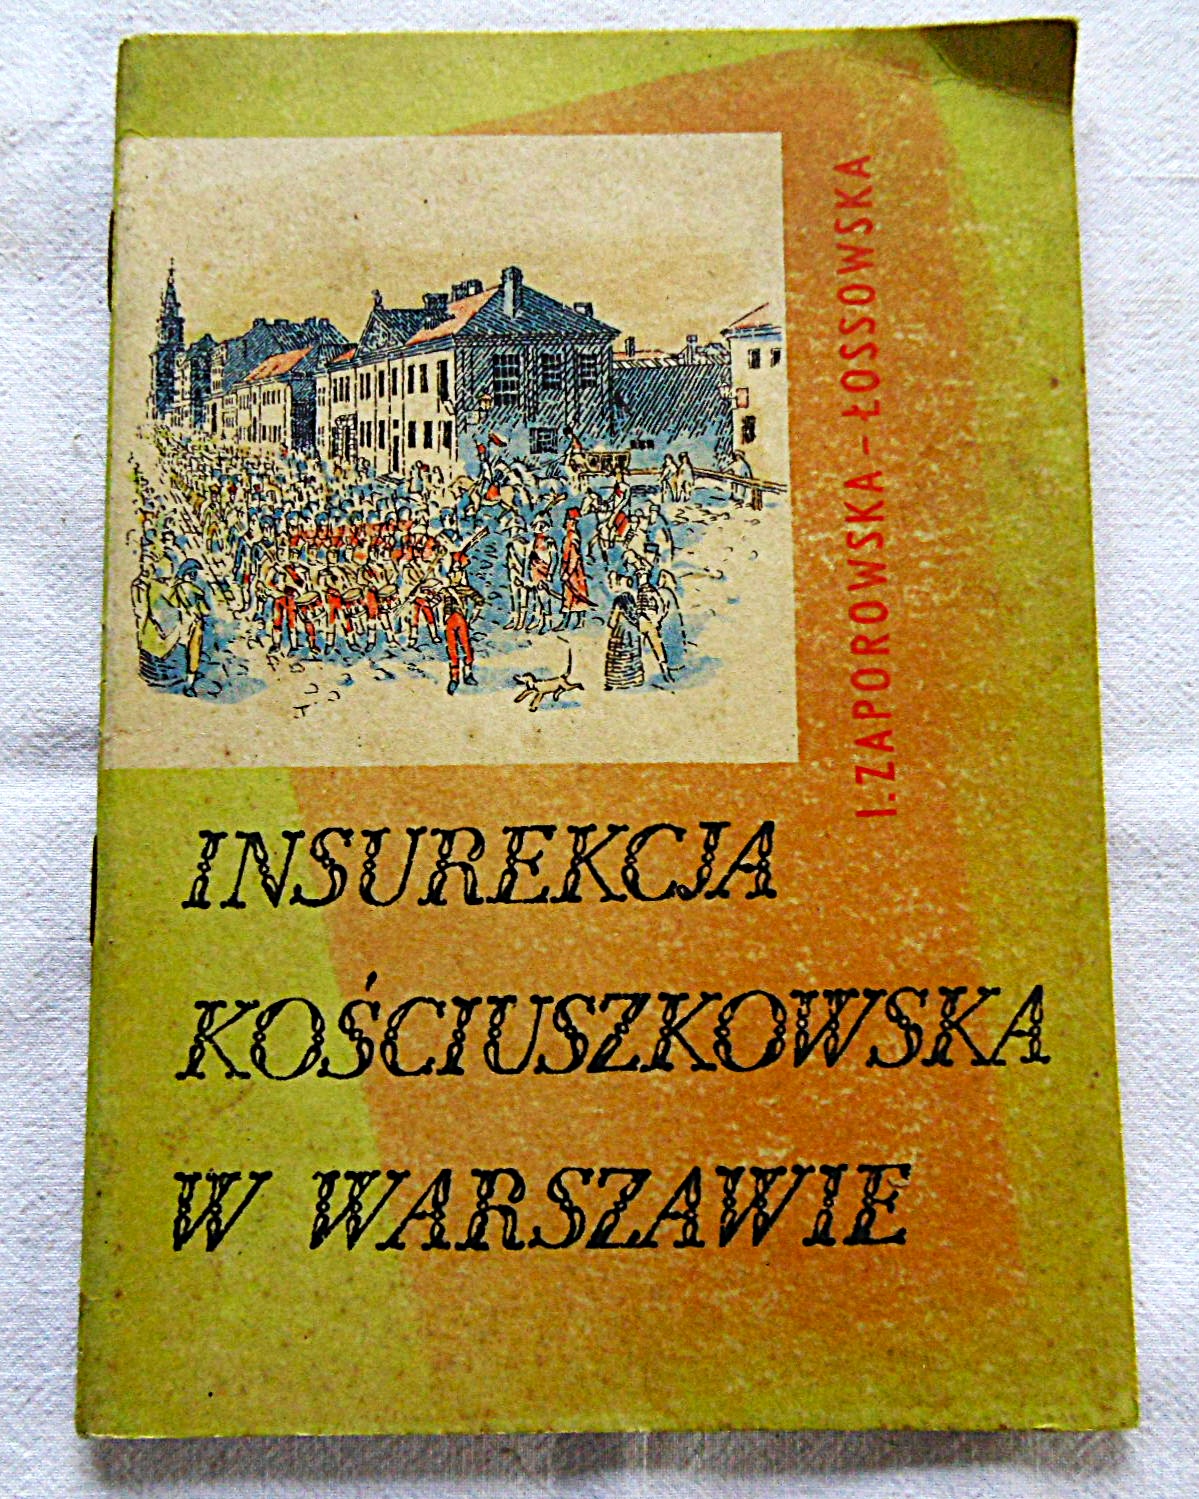 I. ZAPOROWSKA – ŁOSSOWSKA
INSUREKCJA
KOŚCIUSZKOWSKA
W WARSZAWIE